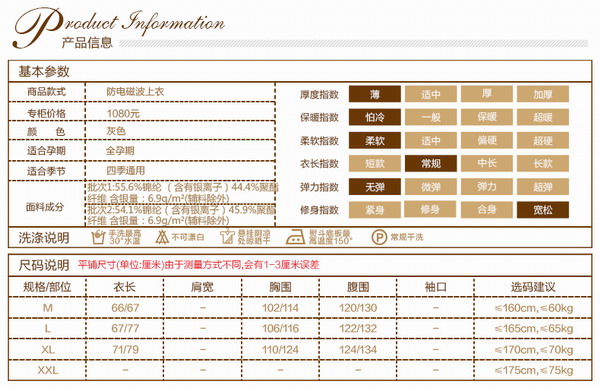 Product Information
产品信息
基本参数
商品款式 防电磁波上衣
专柜价格 1080元
颜 色 灰色
适合孕期 全孕期
适合季节 四季通用
面料成分 批次1:55.6%锦纶（含有银离子）44.4%聚酯
纤维 含银量：6.9g/m²(辅料除外)
批次2:54.1%锦纶（含有银离子）45.9%聚酯
纤维 含银量：6.9g/m²(辅料除外)
厚度指数 薄 适中 厚 加厚
保暖指数 怕冷 一般 保暖 超暖
柔软指数 柔软 适中 偏硬 超硬
衣长指数 短款 常规 中长 长款
弹力指数 无弹 微弹 弹力 超弹
修身指数 紧身 修身 合身 宽松
洗涤说明 手洗最高30°水温 不可漂白 悬挂阴凉处晾干 熨斗底板最高温度150° P 常规干洗
尺码说明 平铺尺寸(单位:厘米)由于测量方式不同,会有1~3厘米误差
规格/部位 衣长 肩宽 胸围 腹围 袖口 选码建议
M 66/67 – 102/114 120/130 – ≤160cm,≤60kg
L 67/77 – 106/116 122/132 – ≤165cm,≤65kg
XL 71/79 – 110/124 124/134 – ≤170cm,≤70kg
XXL – – – – – ≤175cm,≤75kg